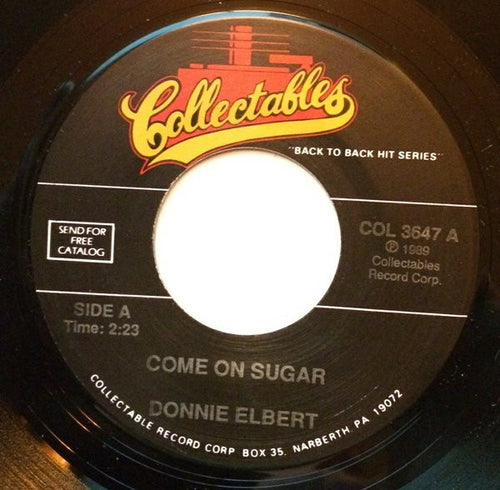 Collectables
"BACK TO BACK HIT SERIES"
SEND FOR
FREE
CATALOG
COL 3647 A
℗ 1989
Collectables
Record Corp.
SIDE A
Time: 2:23
COME ON SUGAR
DONNIE ELBERT
COLLECTABLE RECORD CORP BOX 35. NARBERTH, PA 19072